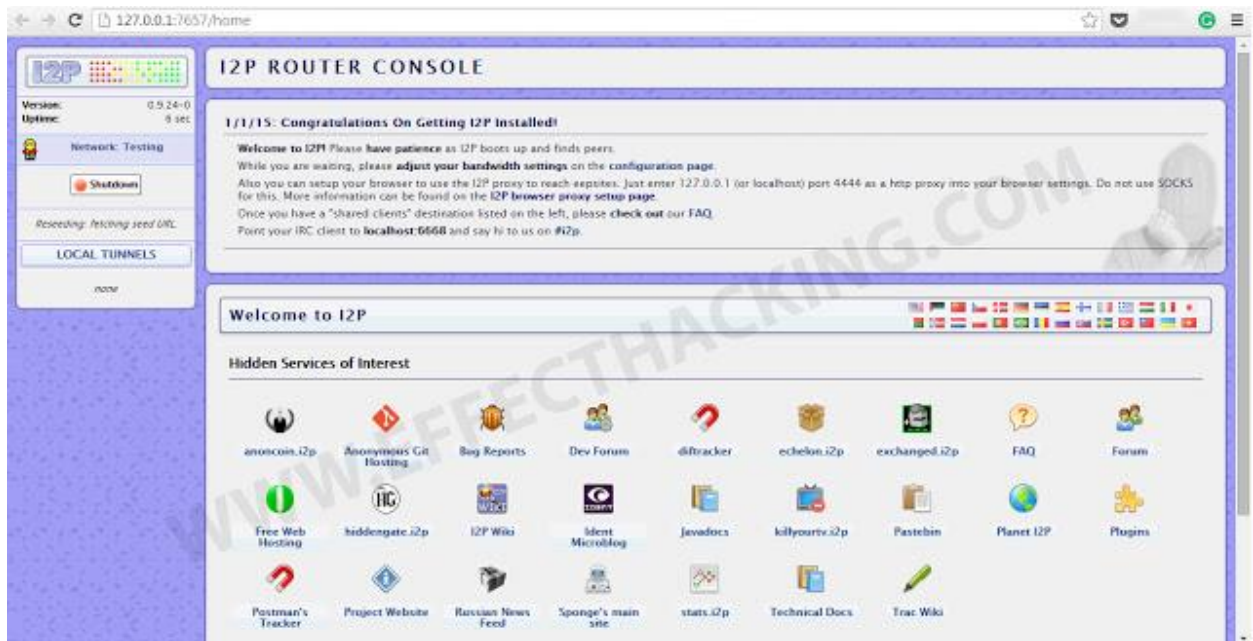 127.0.0.1:7657/home
I2P
I2P ROUTER CONSOLE
Version: 0.9.24-0
Uptime: 6 sec
Network: Testing
Shutdown
Reseeding: fetching seed URL.
LOCAL TUNNELS
none
1/1/15: Congratulations On Getting I2P Installed!
Welcome to I2P! Please have patience as I2P boots up and finds peers.
While you are waiting, please adjust your bandwidth settings on the configuration page.
Also you can setup your browser to use the I2P proxy to reach eepsites. Just enter 127.0.0.1 (or localhost) port 4444 as a http proxy into your browser settings. Do not use SOCKS
for this. More information can be found on the I2P browser proxy setup page.
Once you have a "shared clients" destination listed on the left, please check out our FAQ.
Point your IRC client to localhost:6668 and say hi to us on #i2p.
Welcome to I2P
Hidden Services of Interest
anoncoin.i2p
Anonymous Git
Hosting
Bug Reports
Dev Forum
diftracker
echelon.i2p
exchanged.i2p
FAQ
Forum
Free Web
Hosting
HG
hiddengate.i2p
WIKI
I2P Wiki
Ident
Microblog
Javadocs
killyourtv.i2p
Pastebin
Planet I2P
Plugins
Postman's
Tracker
Project Website
Russian News
Feed
Sponge's main
site
stats.i2p
Technical Docs
Trac Wiki
WWW.EFFECTHACKING.COM